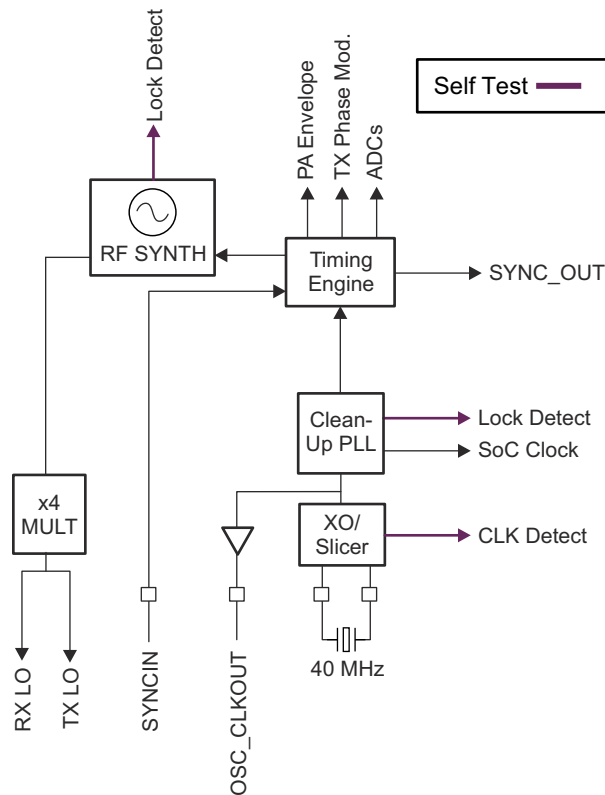 Lock Detect
PA Envelope
TX Phase Mod.
ADCs
Self Test
RF SYNTH
Timing
Engine
SYNC_OUT
Clean-
Up PLL
Lock Detect
SoC Clock
x4
MULT
XO/
Slicer
CLK Detect
40 MHz
RX LO
TX LO
SYNCIN
OSC_CLKOUT